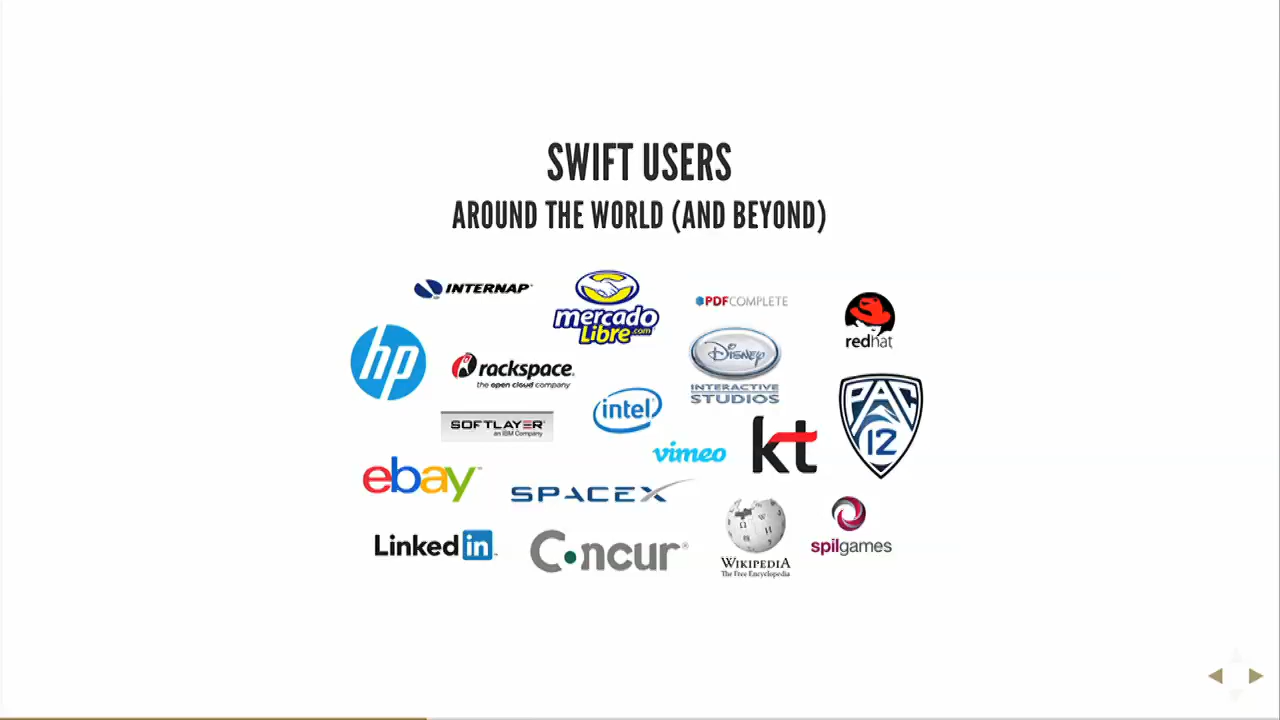 SWIFT USERS
AROUND THE WORLD (AND BEYOND)
INTERNAP
mercado
Libre.com
PDFCOMPLETE
redhat
hp
rackspace
the open cloud company
DISNEY
INTERACTIVE
STUDIOS
intel
PAC
12
SOFTLAYER
an IBM Company
vimeo
kt
ebay
SPACEX
LinkedIn
Concur
WIKIPEDIA
The Free Encyclopedia
spilgames